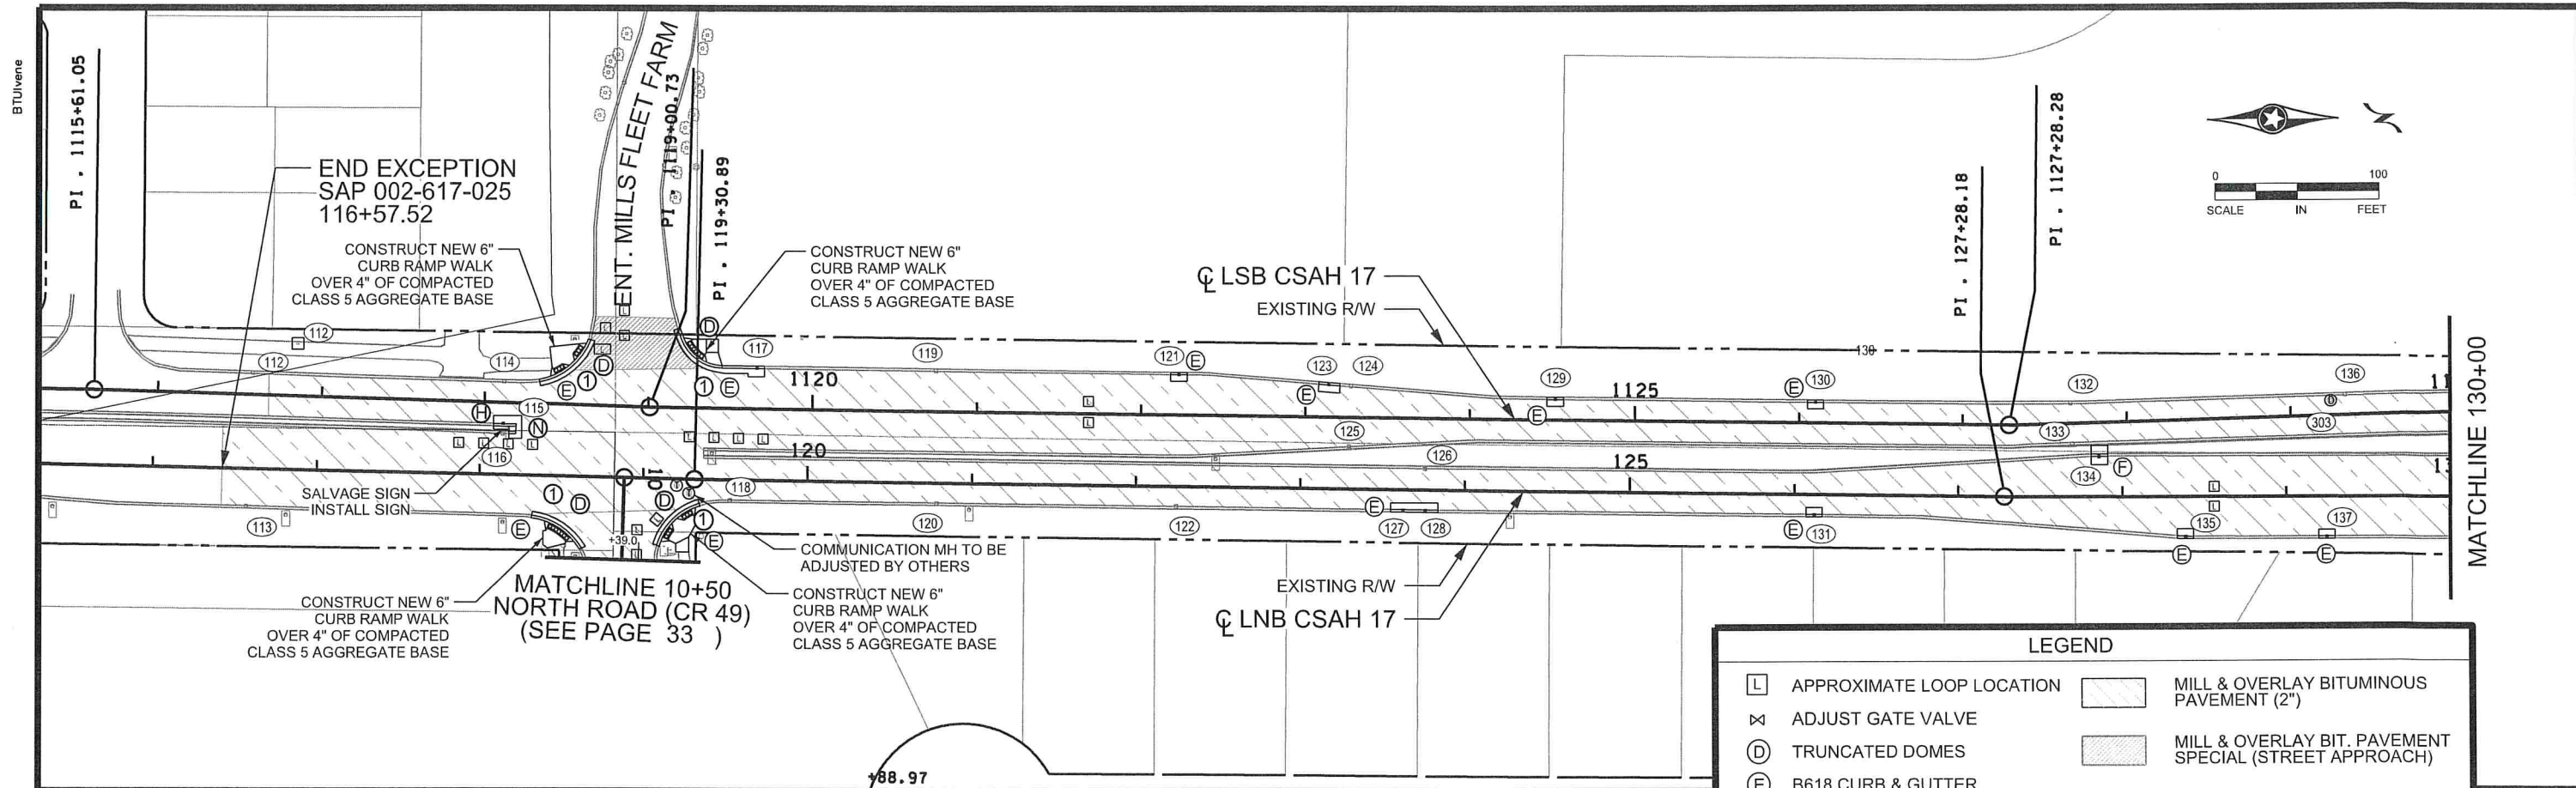 BTUlvene
PI . 1115+61.05
END EXCEPTION
SAP 002-617-025
116+57.52
CONSTRUCT NEW 6"
CURB RAMP WALK
OVER 4" OF COMPACTED
CLASS 5 AGGREGATE BASE
ENT. MILLS FLEET FARM
PI . 1119+00.73
PI . 119+30.89
CONSTRUCT NEW 6"
CURB RAMP WALK
OVER 4" OF COMPACTED
CLASS 5 AGGREGATE BASE
℄ LSB CSAH 17
EXISTING R/W
PI . 127+28.18
PI . 1127+28.28
0 100
SCALE IN FEET
112
112
114
D
117
119
121
E
123
124
129
130
E
130
132
136
D
E
1
D
1
E
1120
E
E
1125
11
H
115
N
116
125
126
133
303
134
F
120
125
13
SALVAGE SIGN
INSTALL SIGN
10
1
D
D
118
1
113
E
+39.0
E
120
122
E
127
128
E
131
135
137
E
E
MATCHLINE 130+00
COMMUNICATION MH TO BE
ADJUSTED BY OTHERS
MATCHLINE 10+50
NORTH ROAD (CR 49)
(SEE PAGE 33 )
CONSTRUCT NEW 6"
CURB RAMP WALK
OVER 4" OF COMPACTED
CLASS 5 AGGREGATE BASE
CONSTRUCT NEW 6"
CURB RAMP WALK
OVER 4" OF COMPACTED
CLASS 5 AGGREGATE BASE
EXISTING R/W
℄ LNB CSAH 17
+88.97
LEGEND
L APPROXIMATE LOOP LOCATION
ADJUST GATE VALVE
D TRUNCATED DOMES
E B618 CURB & GUTTER
MILL & OVERLAY BITUMINOUS
PAVEMENT (2")
MILL & OVERLAY BIT. PAVEMENT
SPECIAL (STREET APPROACH)